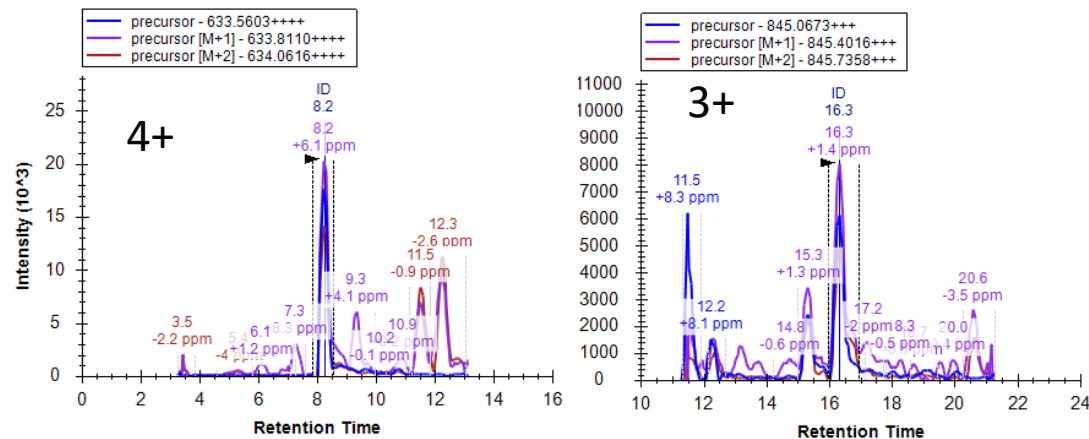 precursor - 633.5603++++
precursor [M+1] - 633.8110++++
precursor [M+2] - 634.0616++++
4+
Intensity (10^3)
25
20
15
10
5
0
ID
8.2
8.2
+6.1 ppm
12.3
-2.6 ppm
11.5
-0.9 ppm
9.3
+4.1 ppm
7.3
8.3 ppm
6.1
+1.2 ppm
3.5
-2.2 ppm
10.9
ppm
10.2
-0.1 ppm
0 2 4 6 8 10 12 14 16
Retention Time
precursor - 845.0673+++
precursor [M+1] - 845.4016+++
precursor [M+2] - 845.7358+++
3+
11000
10000
9000
8000
7000
6000
5000
4000
3000
2000
1000
0
ID
16.3
16.3
+1.4 ppm
11.5
+8.3 ppm
15.3
+1.3 ppm
12.2
+8.1 ppm
14.8
-0.6 ppm
17.2
-2 ppm
18.3
-0.5 ppm
20.6
-3.5 ppm
20.0
ppm
10 12 14 16 18 20 22 24
Retention Time